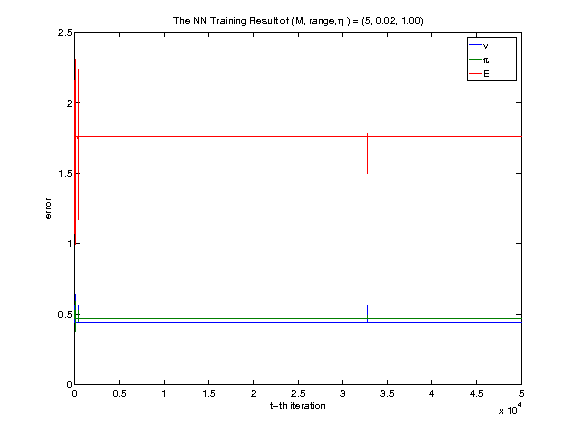 The NN Training Result of (M, range,η ) = (5, 0.02, 1.00)
2.5
ν
π
E
2
1.5
error
1
0.5
0
0 0.5 1 1.5 2 2.5 3 3.5 4 4.5 5
t−th iteration
x 10^4